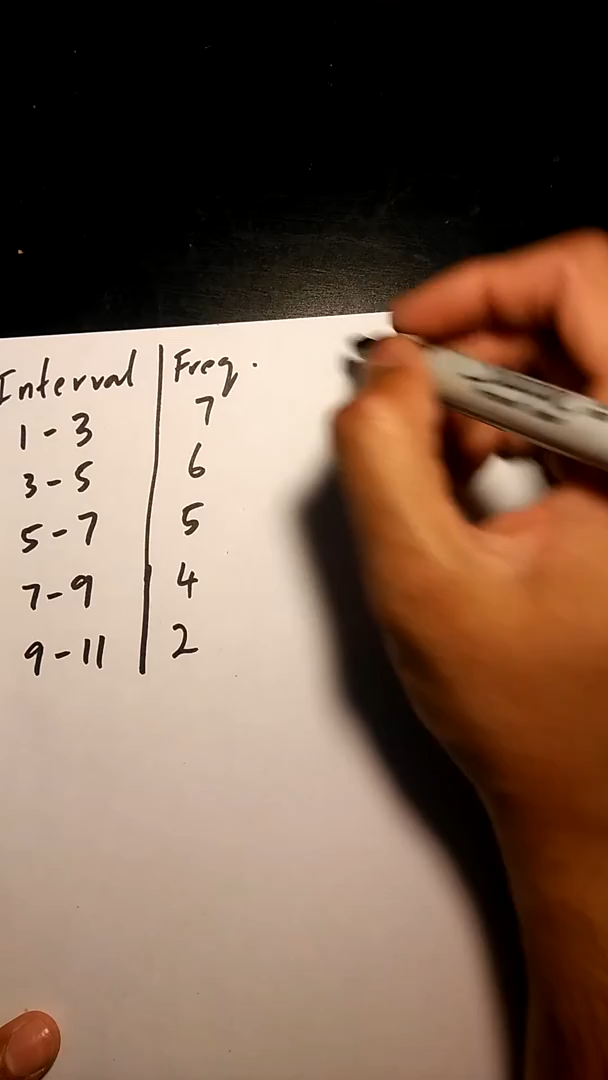 Interval Freq.
1 - 3 7
3 - 5 6
5 - 7 5
7 - 9 4
9 - 11 2